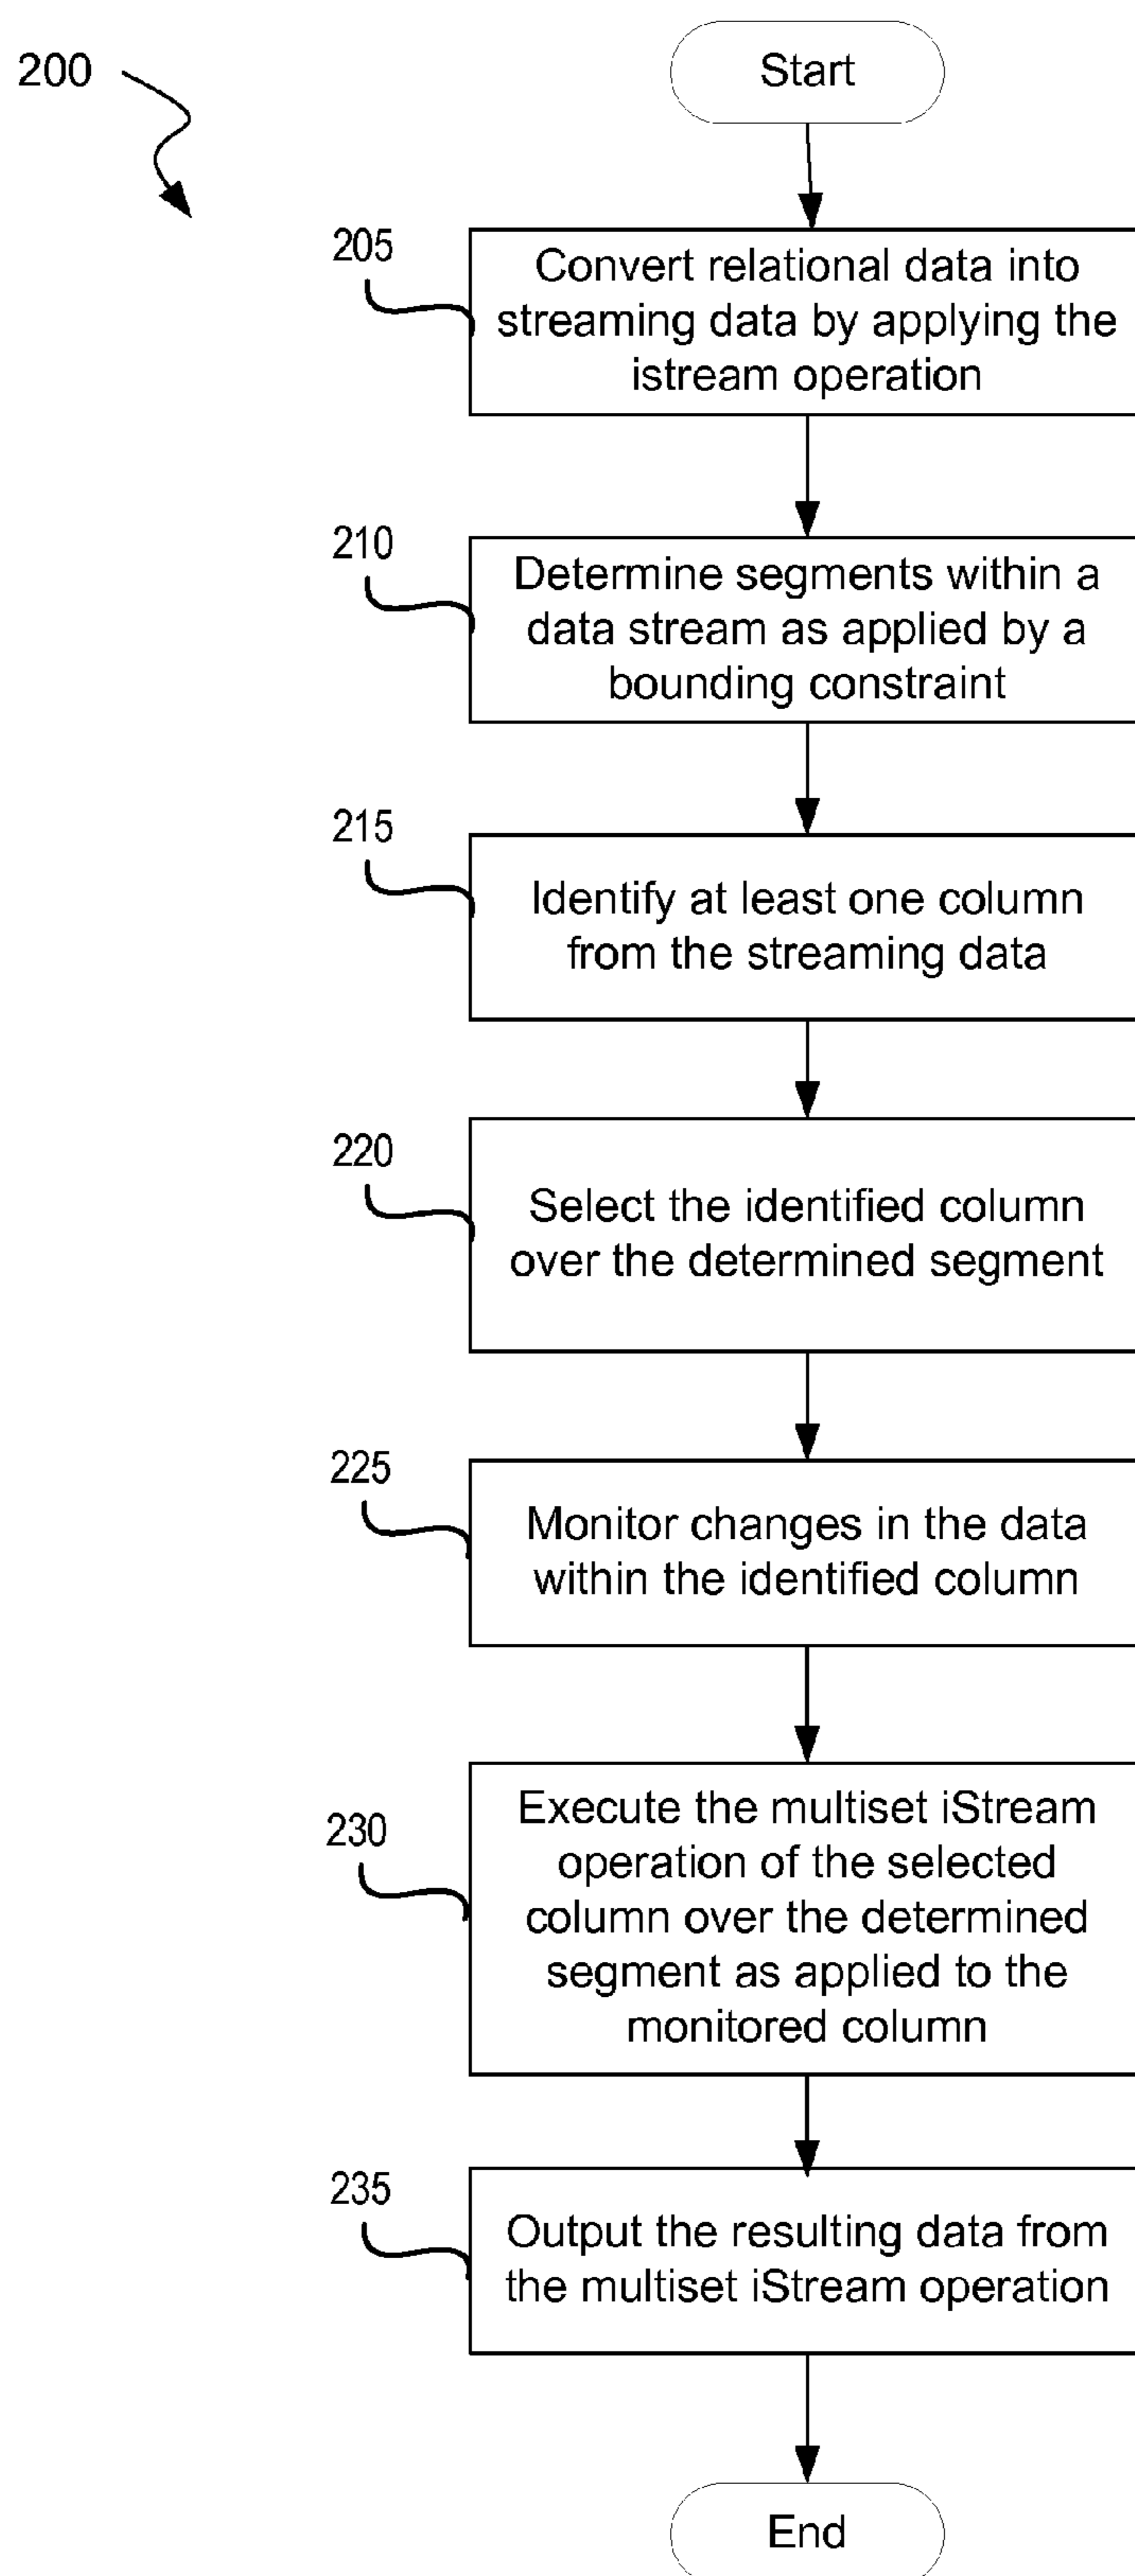 200
Start
205
Convert relational data into
streaming data by applying the
istream operation
210
Determine segments within a
data stream as applied by a
bounding constraint
215
Identify at least one column
from the streaming data
220
Select the identified column
over the determined segment
225
Monitor changes in the data
within the identified column
230
Execute the multiset iStream
operation of the selected
column over the determined
segment as applied to the
monitored column
235
Output the resulting data from
the multiset iStream operation
End